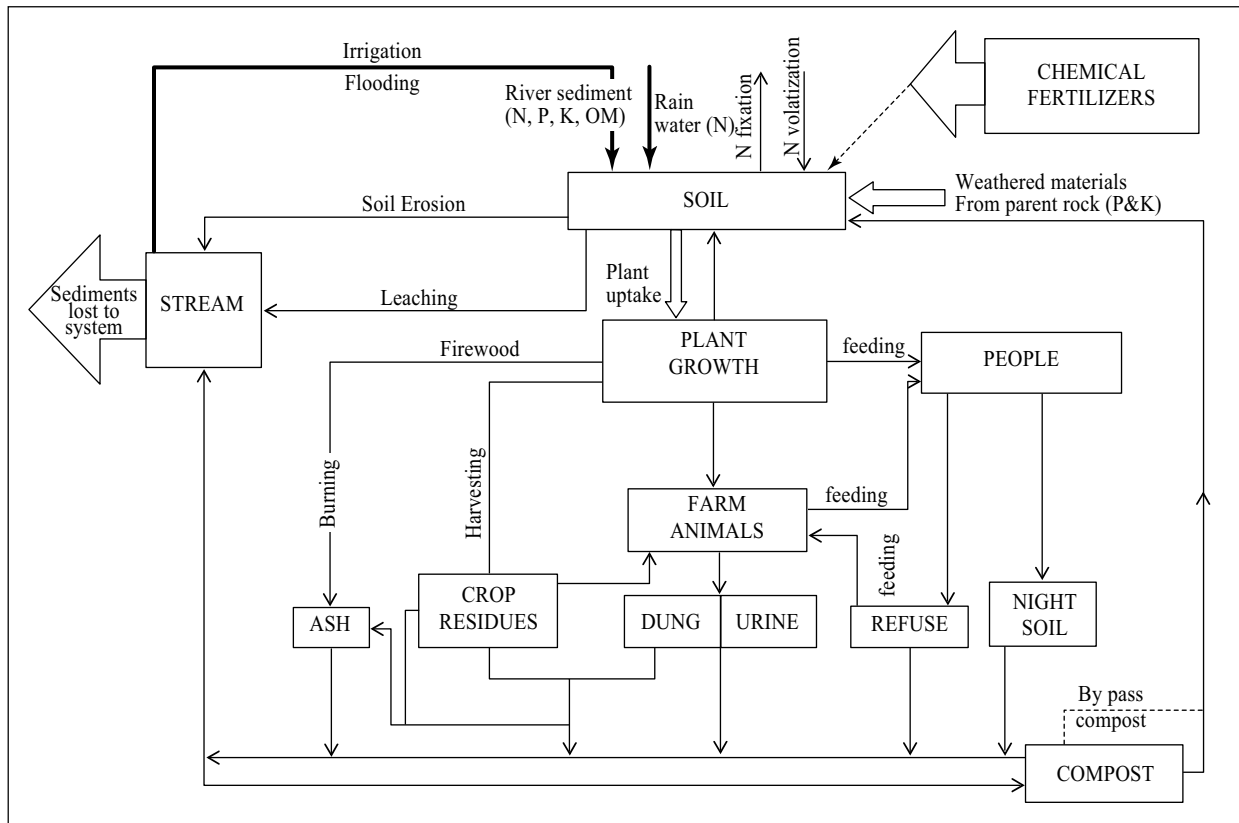 Irrigation
Flooding
River sediment
(N, P, K, OM)
Rain
water (N),
N fixation
N volatization
CHEMICAL
FERTILIZERS
SOIL
Weathered materials
From parent rock (P&K)
Soil Erosion
Sediments
lost to
system
STREAM
Leaching
Plant
uptake
Firewood
PLANT
GROWTH
feeding
PEOPLE
Burning
Harvesting
FARM
ANIMALS
feeding
feeding
ASH
CROP
RESIDUES
DUNG
URINE
REFUSE
NIGHT
SOIL
By pass
compost
COMPOST